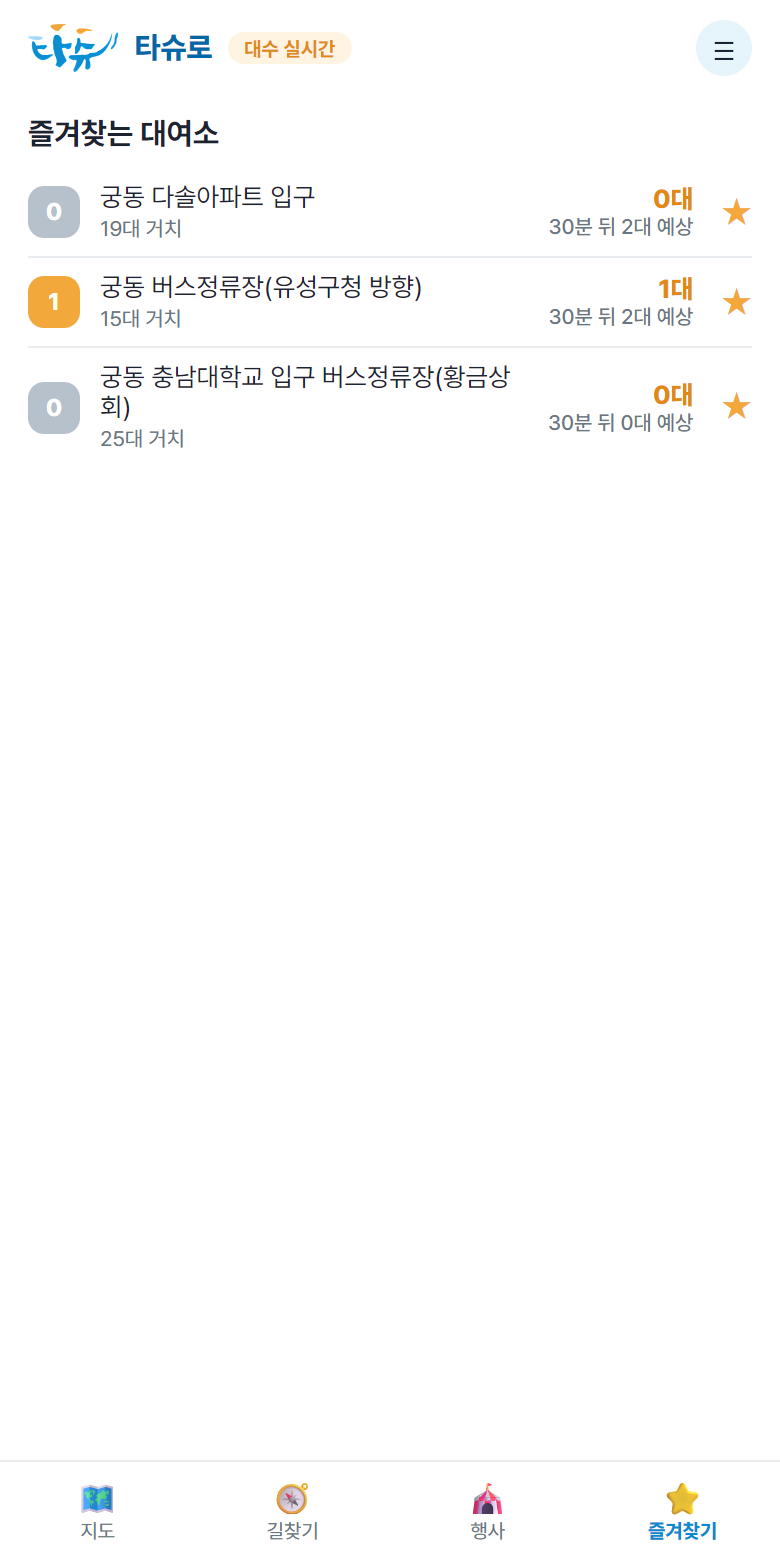 타슈 타슈로 대수 실시간
즐겨찾는 대여소
0 궁동 다솔아파트 입구 0대 ★
19대 거치 30분 뒤 2대 예상
1 궁동 버스정류장(유성구청 방향) 1대 ★
15대 거치 30분 뒤 2대 예상
궁동 충남대학교 입구 버스정류장(황금상
0 회) 0대 ★
25대 거치 30분 뒤 0대 예상
지도 길찾기 행사 즐겨찾기